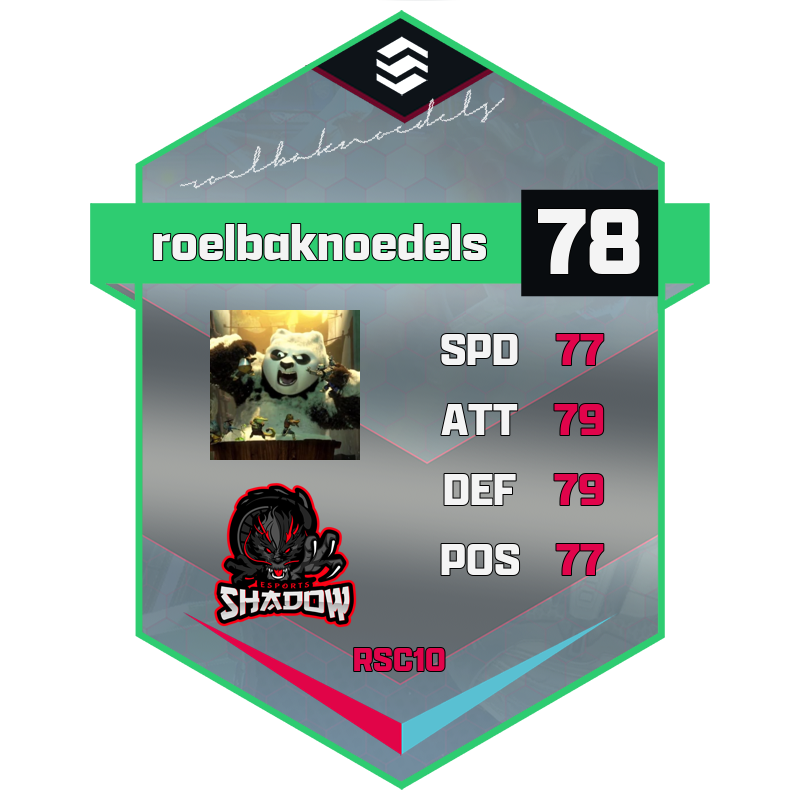 roelbaknoedels
roelbaknoedels 78
SPD 77
ATT 79
DEF 79
POS 77
ESPORTS
SHADOW
RSC10